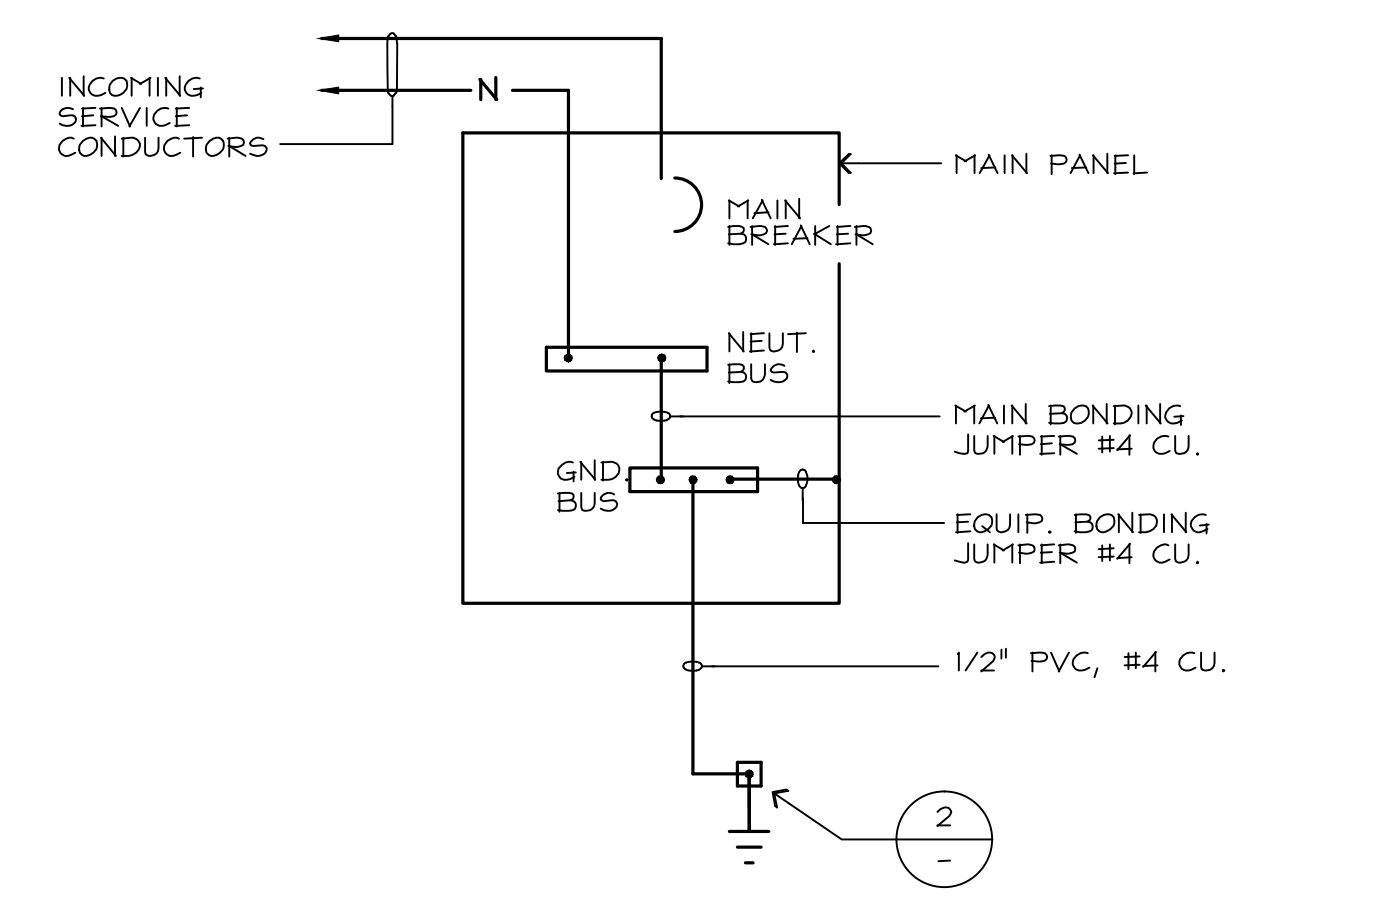 INCOMING
SERVICE
CONDUCTORS
N
MAIN PANEL
MAIN
BREAKER
NEUT.
BUS
MAIN BONDING
JUMPER #4 CU.
GND.
BUS
EQUIP. BONDING
JUMPER #4 CU.
1/2" PVC, #4 CU.
2
-